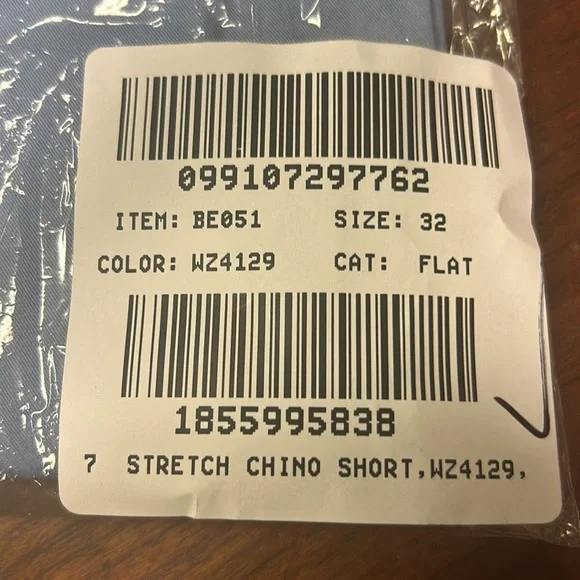 099107297762
ITEM: BE051 SIZE: 32
COLOR: WZ4129 CAT: FLAT
1855995838
7 STRETCH CHINO SHORT,WZ4129,